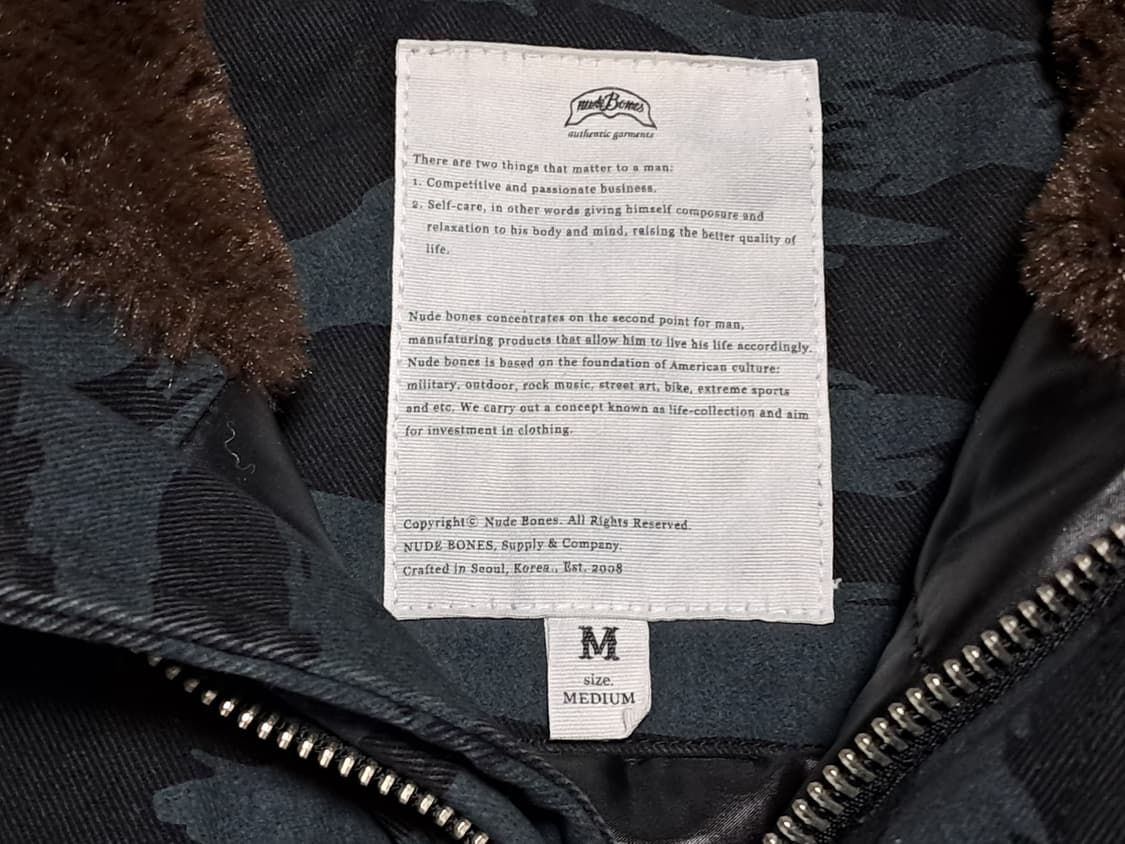 nude Bones
authentic garments
There are two things that matter to a man:
1. Competitive and passionate business.
2. Self-care, in other words giving himself composure and
relaxation to his body and mind, raising the better quality of
life.
Nude bones concentrates on the second point for man,
manufaturing products that allow him to live his life accordingly.
Nude bones is based on the foundation of American culture:
military, outdoor, rock music, street art, bike, extreme sports
and etc. We carry out a concept known as life-collection and aim
for investment in clothing.
Copyright© Nude Bones. All Rights Reserved.
NUDE BONES, Supply & Company.
Crafted in Seoul, Korea., Est. 2008
M
size.
MEDIUM